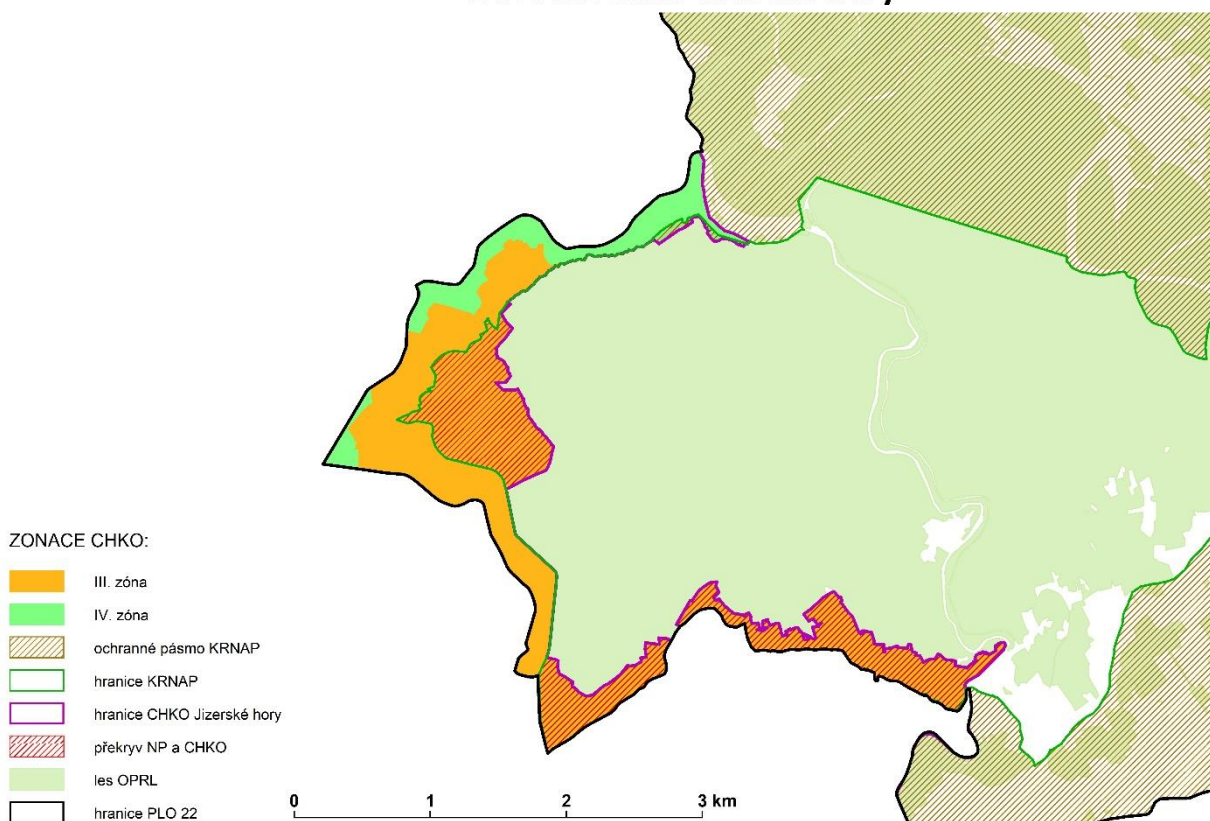 ZONACE CHKO:
III. zóna
IV. zóna
ochranné pásmo KRNAP
hranice KRNAP
hranice CHKO Jizerské hory
překryv NP a CHKO
les OPRL
hranice PLO 22
0 1 2 3 km